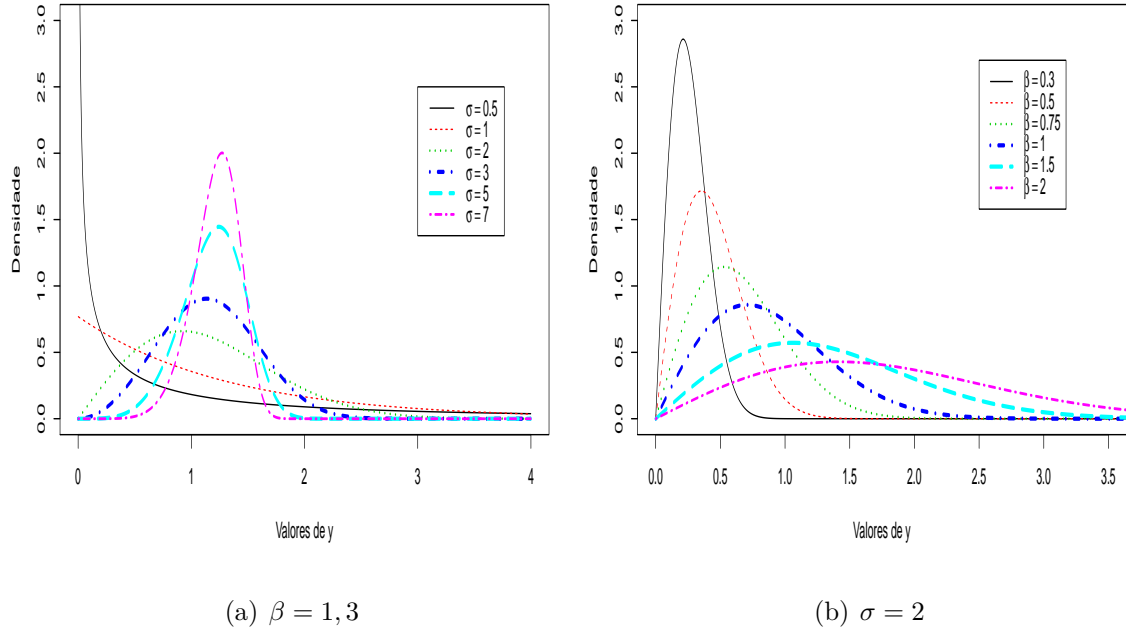 Densidade
0.0 0.5 1.0 1.5 2.0 2.5 3.0
σ = 0.5
σ = 1
σ = 2
σ = 3
σ = 5
σ = 7
0 1 2 3 4
Valores de y
(a) β = 1, 3
Densidade
0.0 0.5 1.0 1.5 2.0 2.5 3.0
β = 0.3
β = 0.5
β = 0.75
β = 1
β = 1.5
β = 2
0.0 0.5 1.0 1.5 2.0 2.5 3.0 3.5
Valores de y
(b) σ = 2